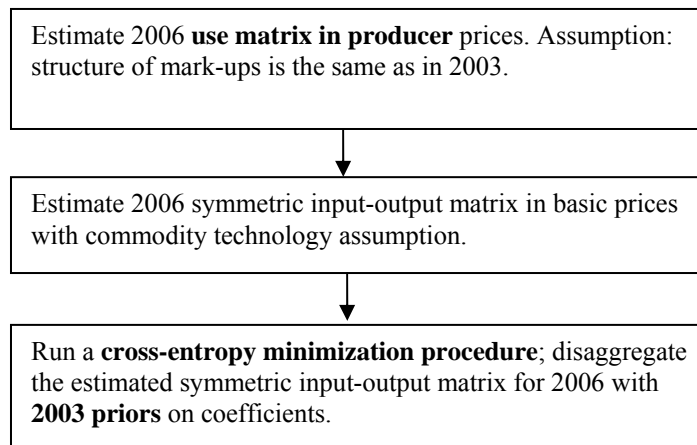 Estimate 2006 use matrix in producer prices. Assumption:
structure of mark-ups is the same as in 2003.
Estimate 2006 symmetric input-output matrix in basic prices
with commodity technology assumption.
Run a cross-entropy minimization procedure; disaggregate
the estimated symmetric input-output matrix for 2006 with
2003 priors on coefficients.